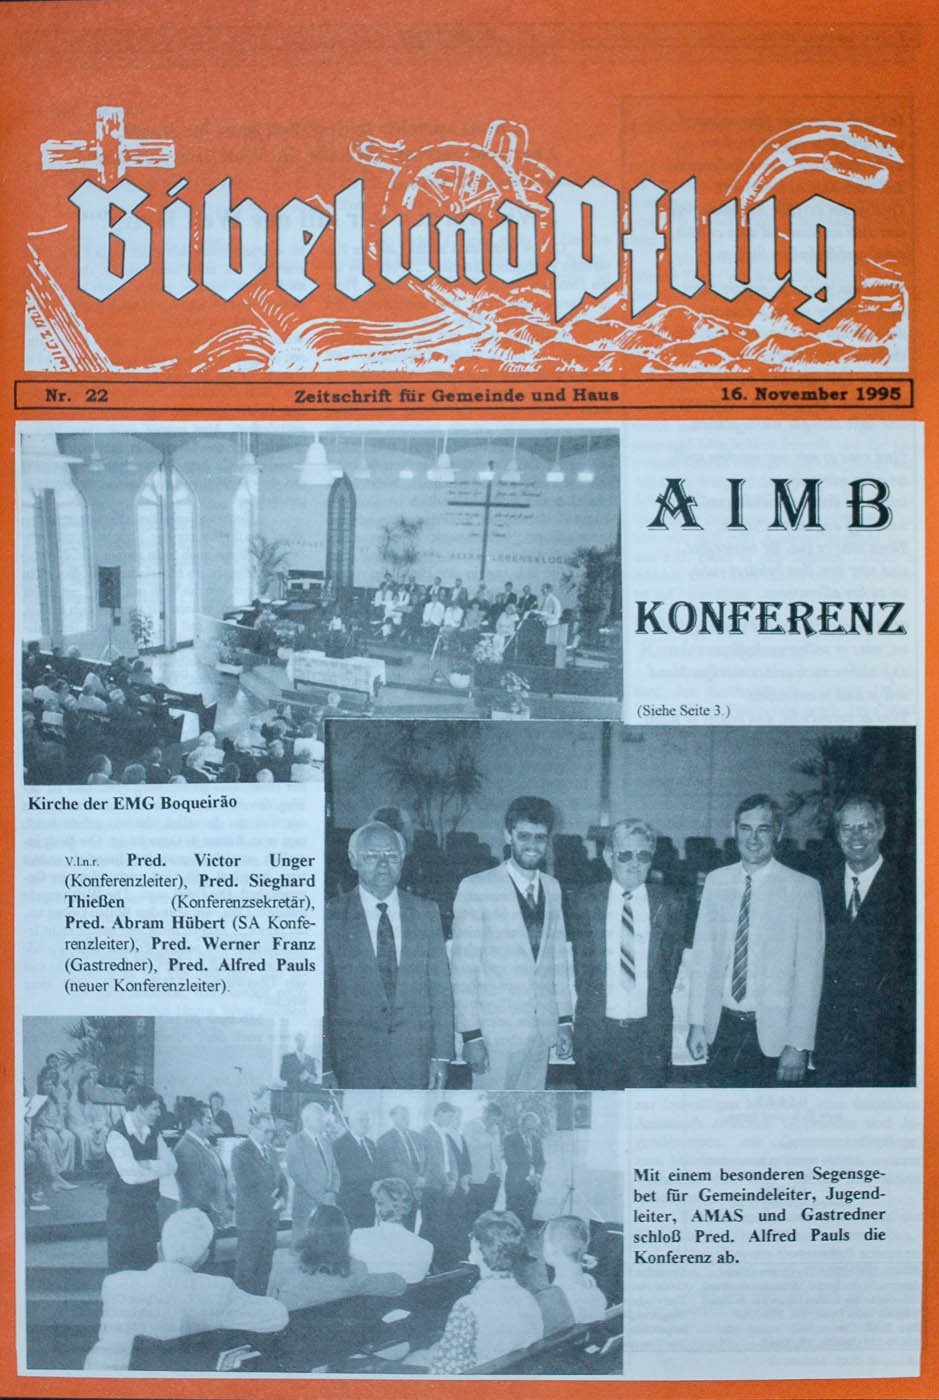 Bibel und Pflug
Nr. 22 Zeitschrift für Gemeinde und Haus 16. November 1995
AIMB
KONFERENZ
(Siehe Seite 3.)
Kirche der EMG Boqueirão
V.l.n.r. Pred. Victor Unger
(Konferenzleiter), Pred. Sieghard
Thießen (Konferenzsekretär),
Pred. Abram Hübert (SA Konfe-
renzleiter), Pred. Werner Franz
(Gastredner), Pred. Alfred Pauls
(neuer Konferenzleiter).
Mit einem besonderen Segensge-
bet für Gemeindeleiter, Jugend-
leiter, AMAS und Gastredner
schloß Pred. Alfred Pauls die
Konferenz ab.